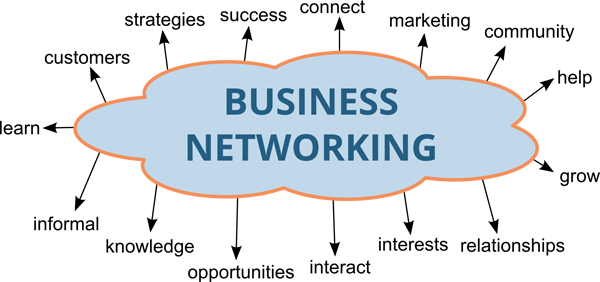 connect
success
strategies
marketing
community
customers
help
BUSINESS
NETWORKING
learn
grow
informal
knowledge
interests
relationships
opportunities
interact